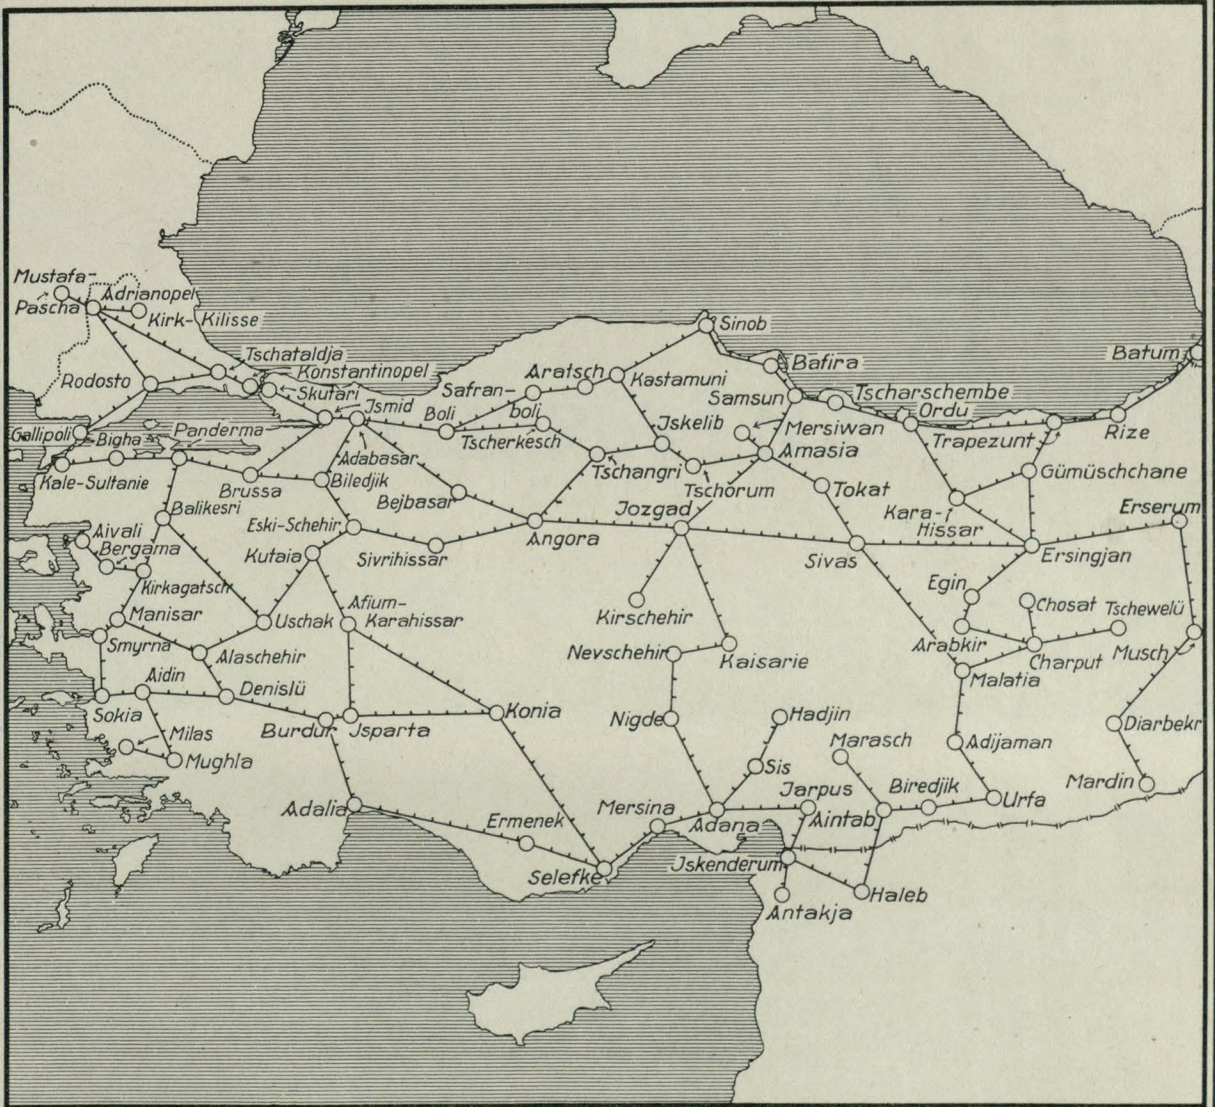 Mustafa-
Pascha
Adrianopel
Kirk-Kilisse
Sinob
Tschataldja
Konstantinopel
Skutari
Rodosto
Safran-
boli
Aratsch
Kastamuni
Bafira
Batum
Samsun
Tscharschembe
Ordu
Gallipoli
Bigha
Panderma
Jsmid
Boli
Tscherkesch
Jskelib
Mersiwan
Trapezunt
Rize
Kale-Sultanie
Brussa
Adabasar
Biledjik
Bejbasar
Tschangri
Tschorum
Amasia
Gümüschchane
Tokat
Balikesri
Eski-Schehir
Jozgad
Kara-
Hissar
Erserum
Aivali
Bergama
Kutaia
Sivrihissar
Angora
Sivas
Ersingjan
Kirkagatsch
Egin
Manisar
Uschak
Afium-
Karahissar
Kirschehir
Chosat
Tschewelü
Smyrna
Alaschehir
Nevschehir
Kaisarie
Arabkir
Charput
Musch
Aidin
Denislü
Malatia
Sokia
Burdur
Jsparta
Konia
Nigde
Hadjin
Diarbekr
Milas
Mughla
Marasch
Adijaman
Sis
Adalia
Ermenek
Mersina
Adana
Jarpus
Biredjik
Urfa
Mardin
Aintab
Selefke
Jskenderum
Haleb
Antakja